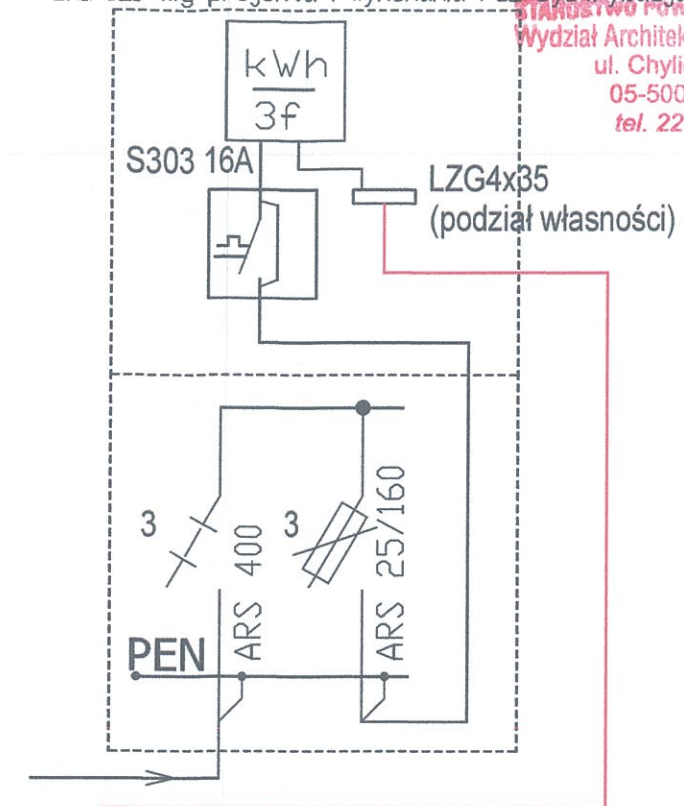 STAROSTWO POW
Wydział Architek
ul. Chyli
05-500
tel. 22
kWh
3f
S303 16A
LZG4x35
(podział własności)
3
ARS 400
3
ARS 25/160
PEN